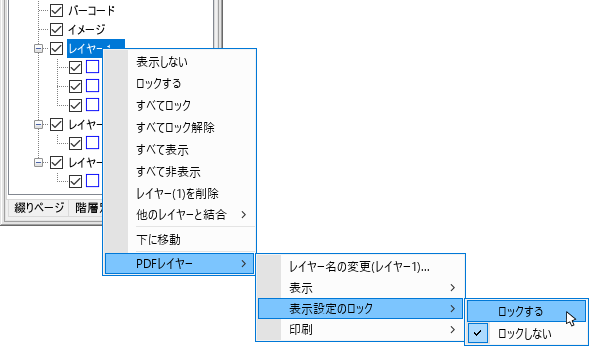 バーコード
イメージ
レイヤー1
レイヤー
レイヤー
綴りページ
階層
表示しない
ロックする
すべてロック
すべてロック解除
すべて表示
すべて非表示
レイヤー(1)を削除
他のレイヤーと結合
下に移動
PDFレイヤー
レイヤー名の変更(レイヤー1)...
表示
表示設定のロック
印刷
ロックする
ロックしない